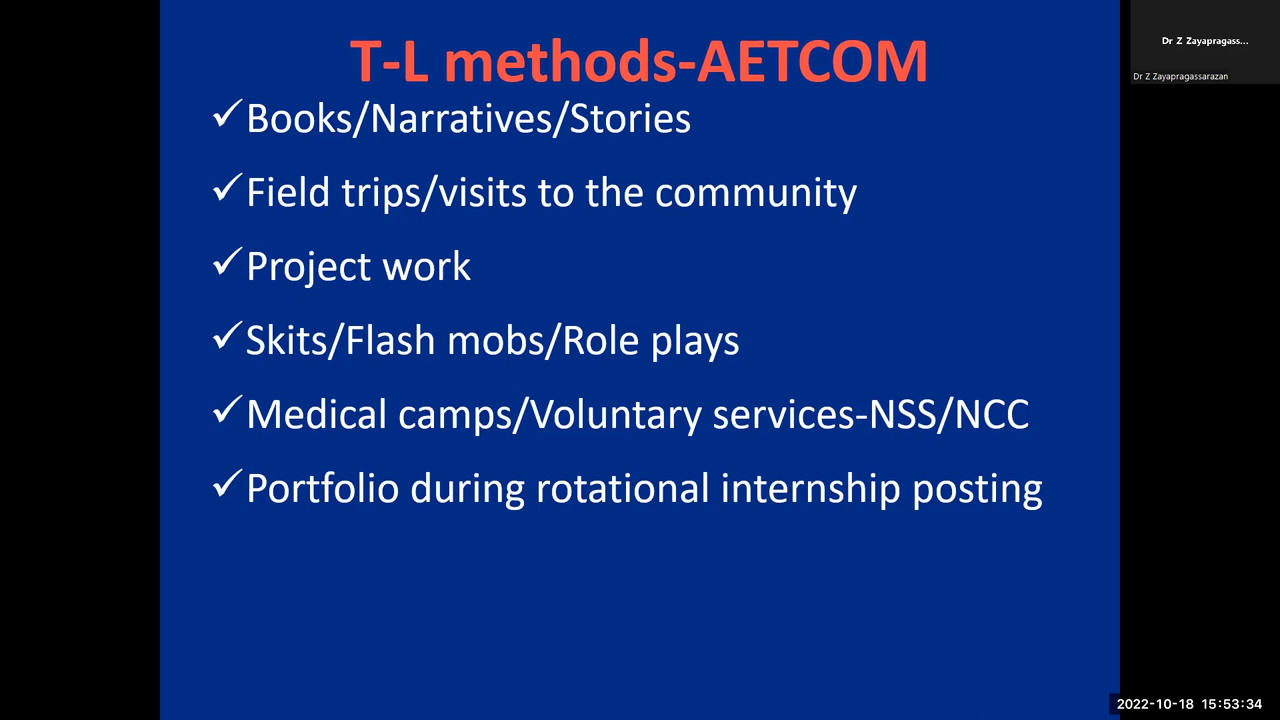 T-L methods-AETCOM
✓Books/Narratives/Stories
✓Field trips/visits to the community
✓Project work
✓Skits/Flash mobs/Role plays
✓Medical camps/Voluntary services-NSS/NCC
✓Portfolio during rotational internship posting
Dr Z Zayapragass...
Dr Z Zayapragassarazan
2022-10-18 15:53:34